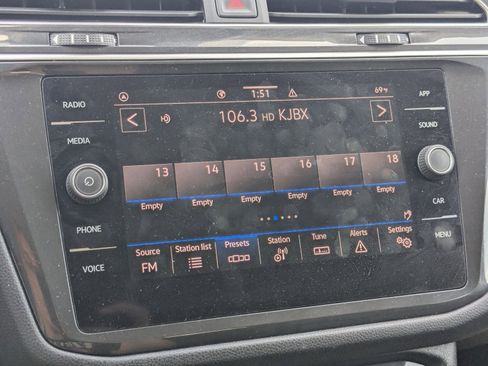 RADIO
MEDIA
PHONE
VOICE
1:51
69°F
106.3 HD KJBX
13 14 15 16 17 18
Empty Empty Empty Empty Empty Empty
Source Station list Presets Station Tune Alerts Settings
FM
APP
SOUND
CAR
MENU